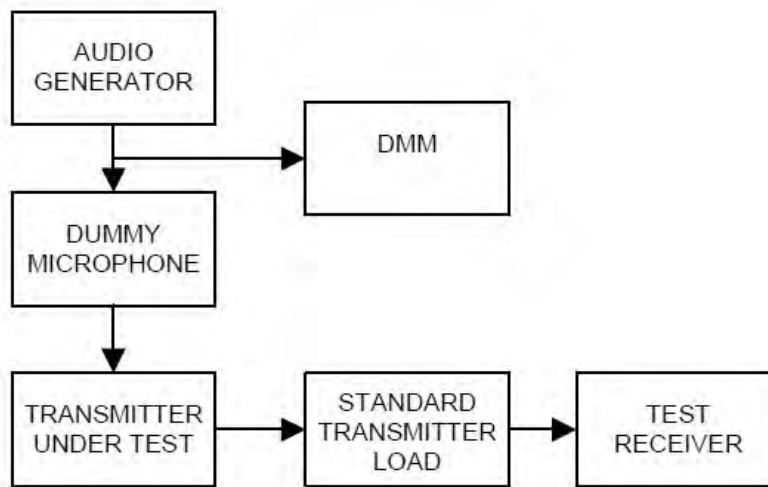 AUDIO
GENERATOR
DMM
DUMMY
MICROPHONE
TRANSMITTER
UNDER TEST
STANDARD
TRANSMITTER
LOAD
TEST
RECEIVER